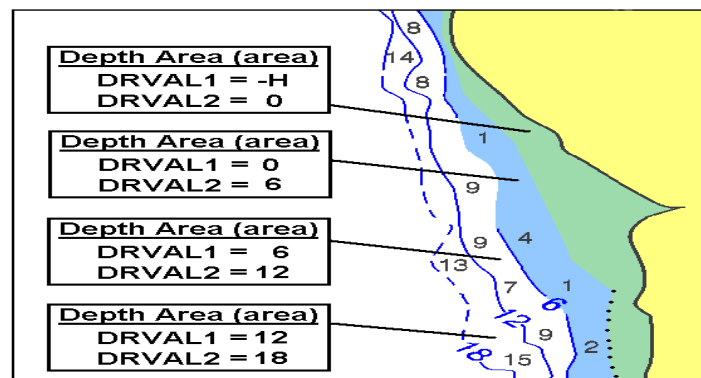 Depth Area (area)
DRVAL1 = -H
DRVAL2 = 0
Depth Area (area)
DRVAL1 = 0
DRVAL2 = 6
Depth Area (area)
DRVAL1 = 6
DRVAL2 = 12
Depth Area (area)
DRVAL1 = 12
DRVAL2 = 18
8
14
8
1
9
4
9
13
7
1
6
12
9
18
15
2